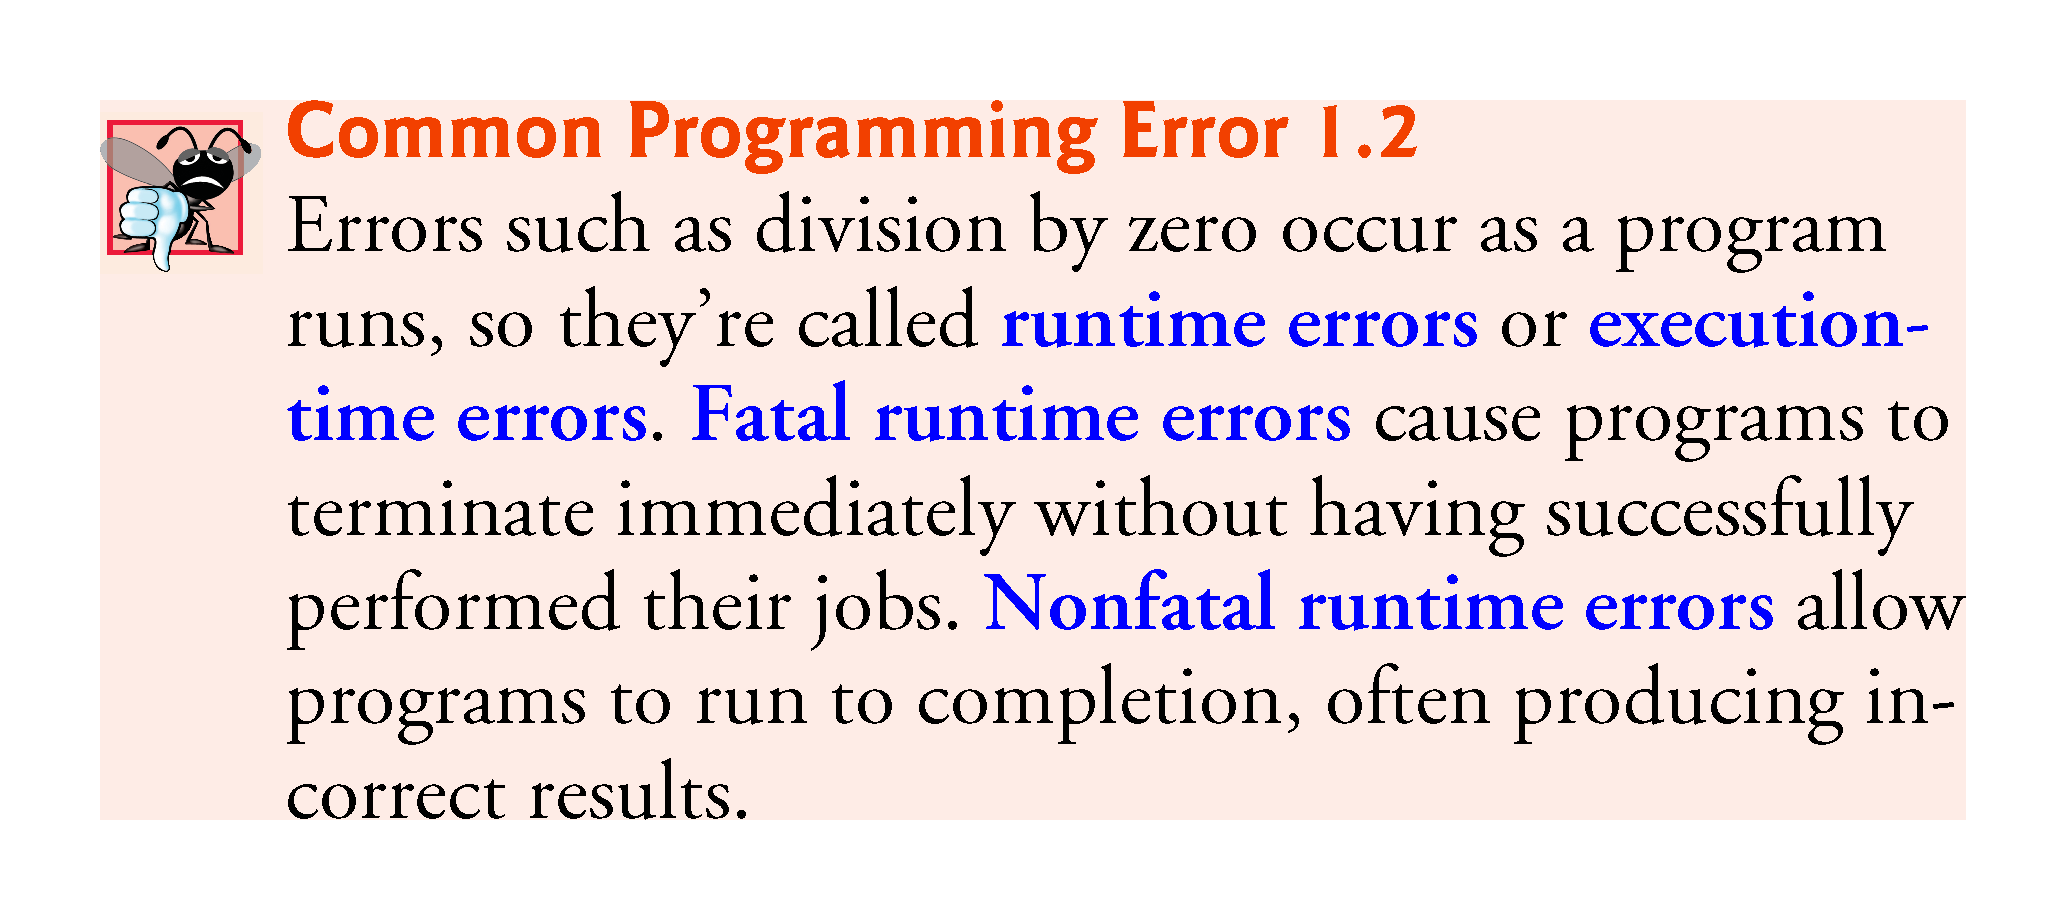 Common Programming Error 1.2
Errors such as division by zero occur as a program
runs, so they’re called runtime errors or execution-
time errors. Fatal runtime errors cause programs to
terminate immediately without having successfully
performed their jobs. Nonfatal runtime errors allow
programs to run to completion, often producing in-
correct results.